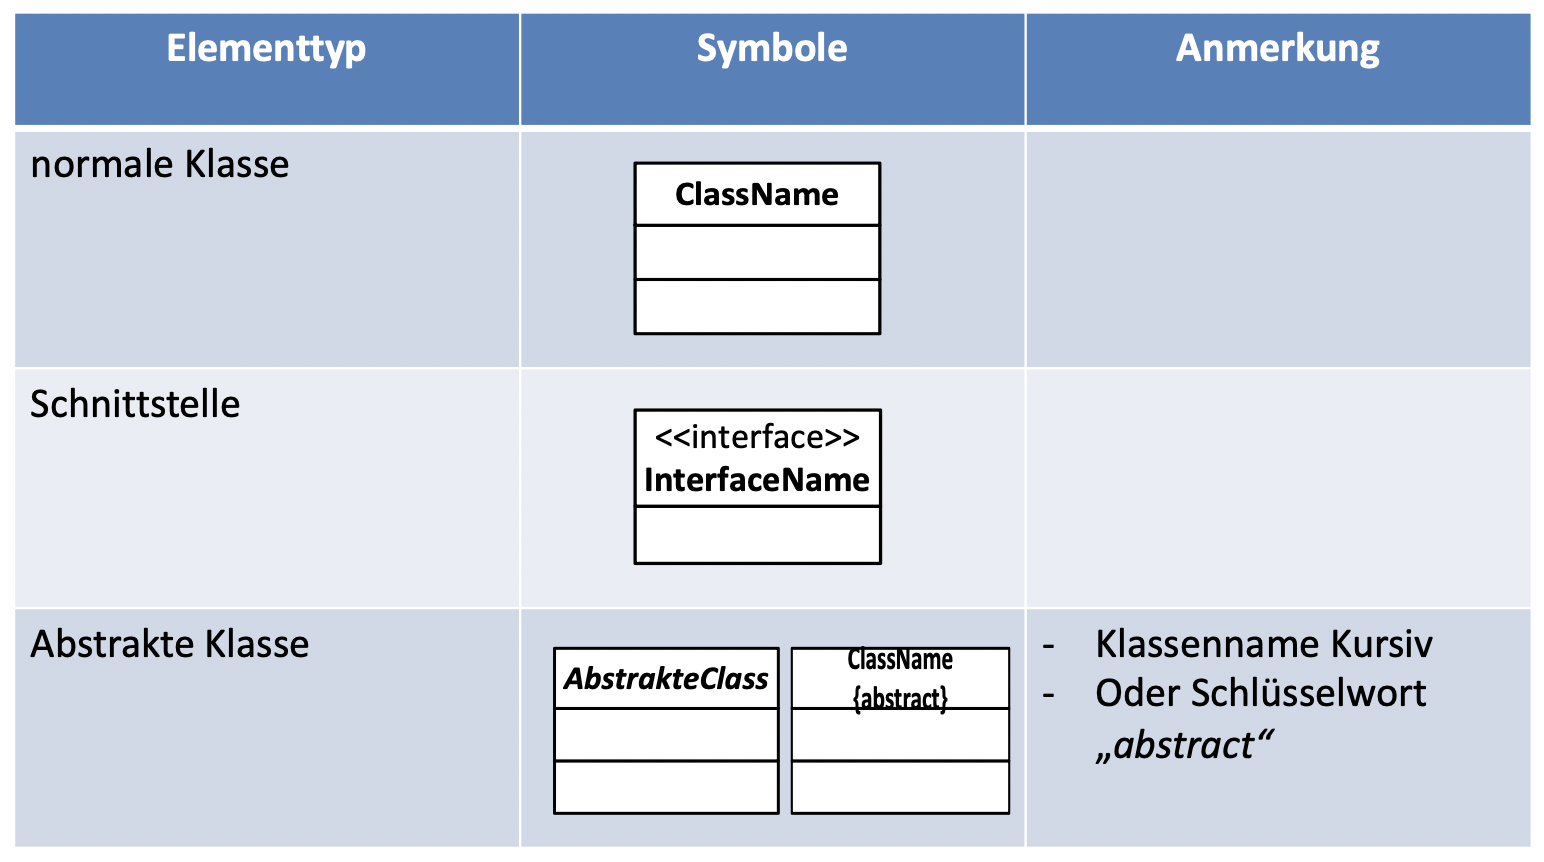 Elementtyp
Symbole
Anmerkung
normale Klasse
ClassName
Schnittstelle
<<interface>>
InterfaceName
Abstrakte Klasse
AbstrakteClass
ClassName
{abstract}
- Klassenname Kursiv
- Oder Schlüsselwort
„abstract“